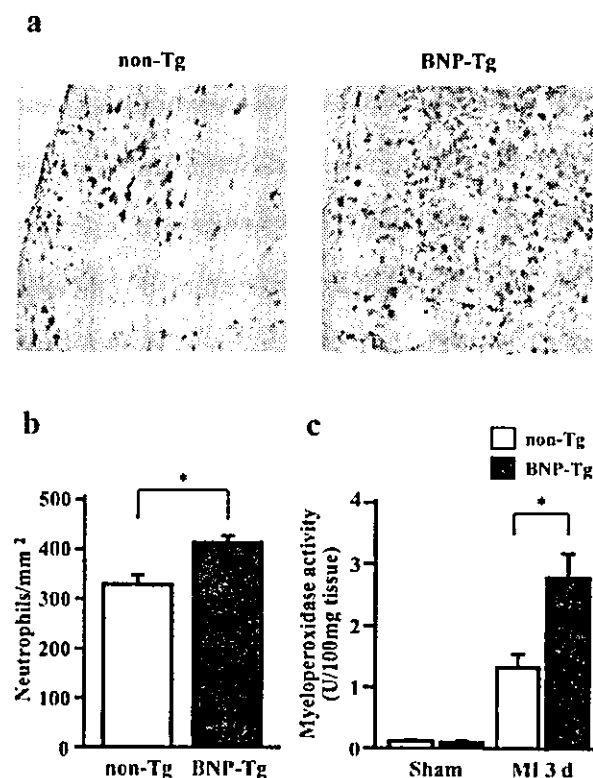 a
non-Tg BNP-Tg
b
Neutrophils/mm²
500
400
300
200
100
0
*
non-Tg BNP-Tg
c
non-Tg
BNP-Tg
Myeloperoxidase activity
(U/100mg tissue)
4
3
2
1
0
*
Sham MI 3 d